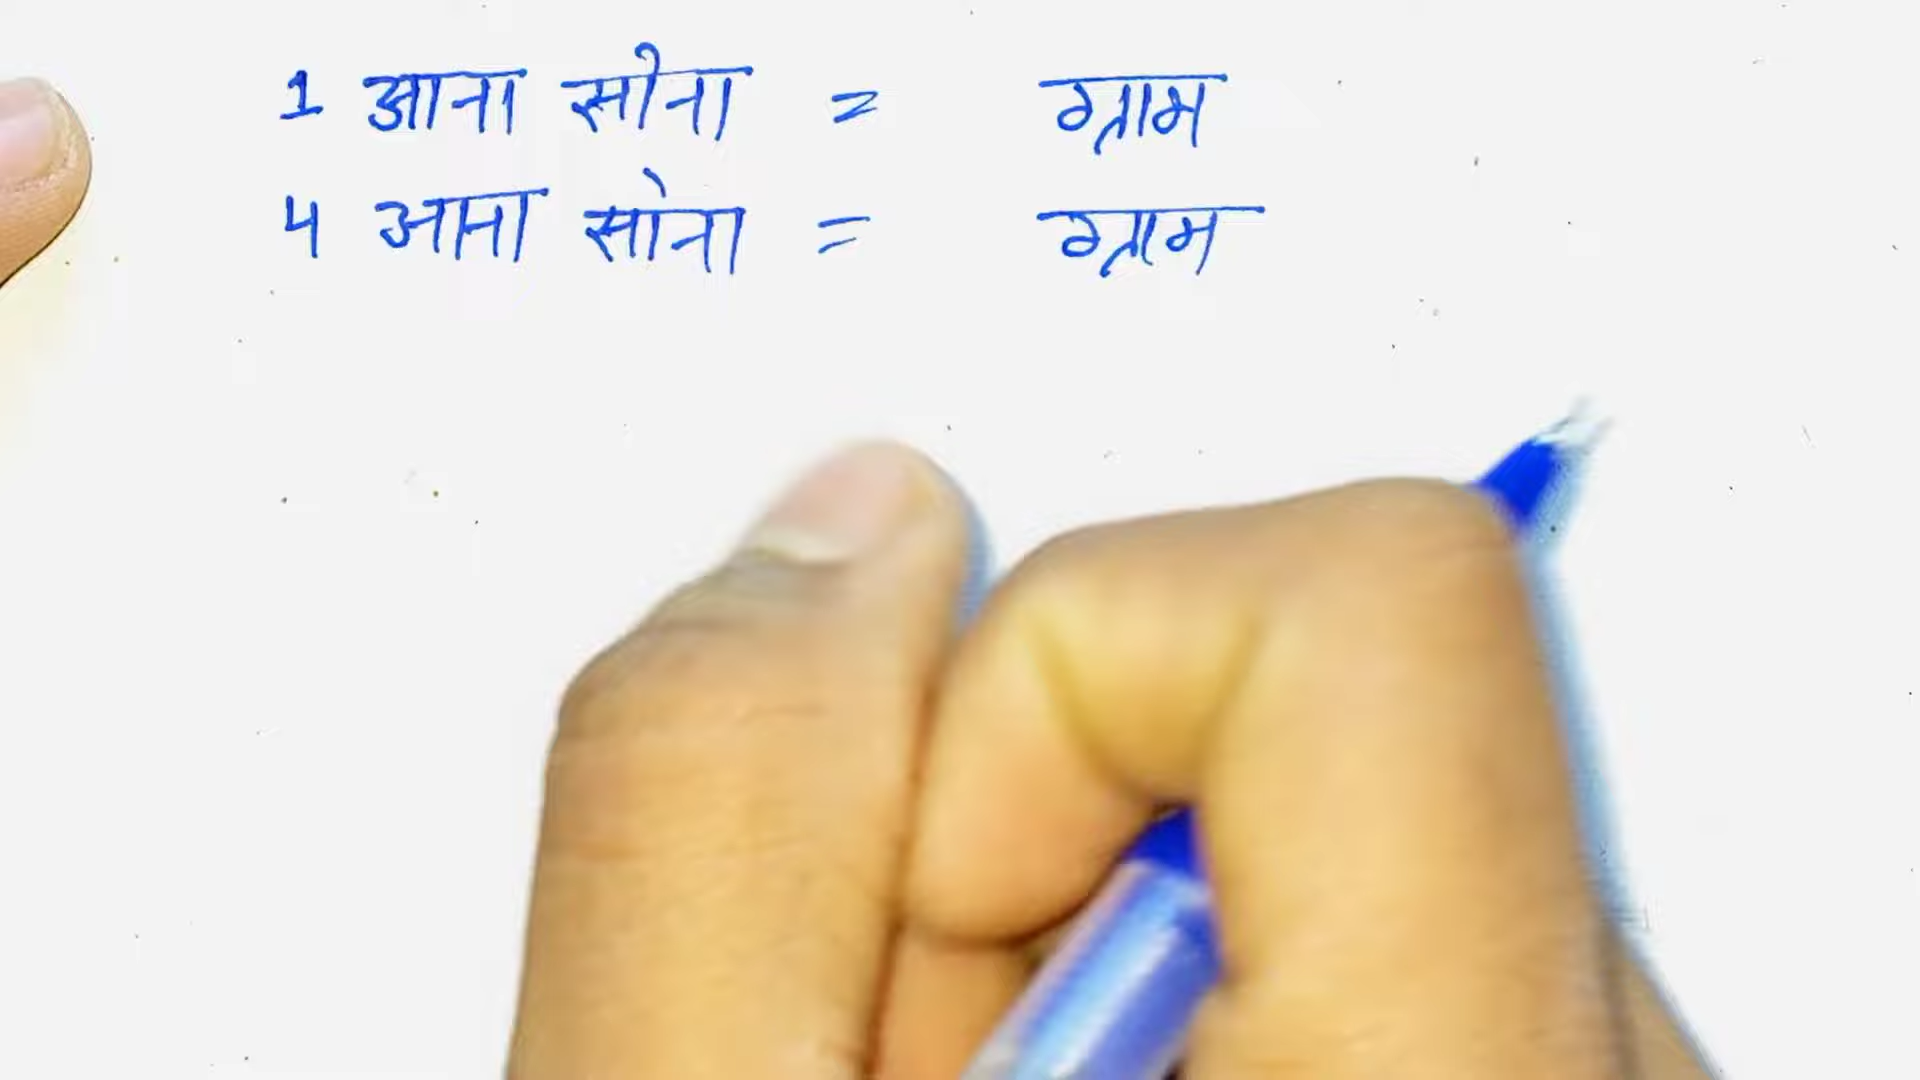 1 आना सोना = ग्राम
4 आना सोना = ग्राम